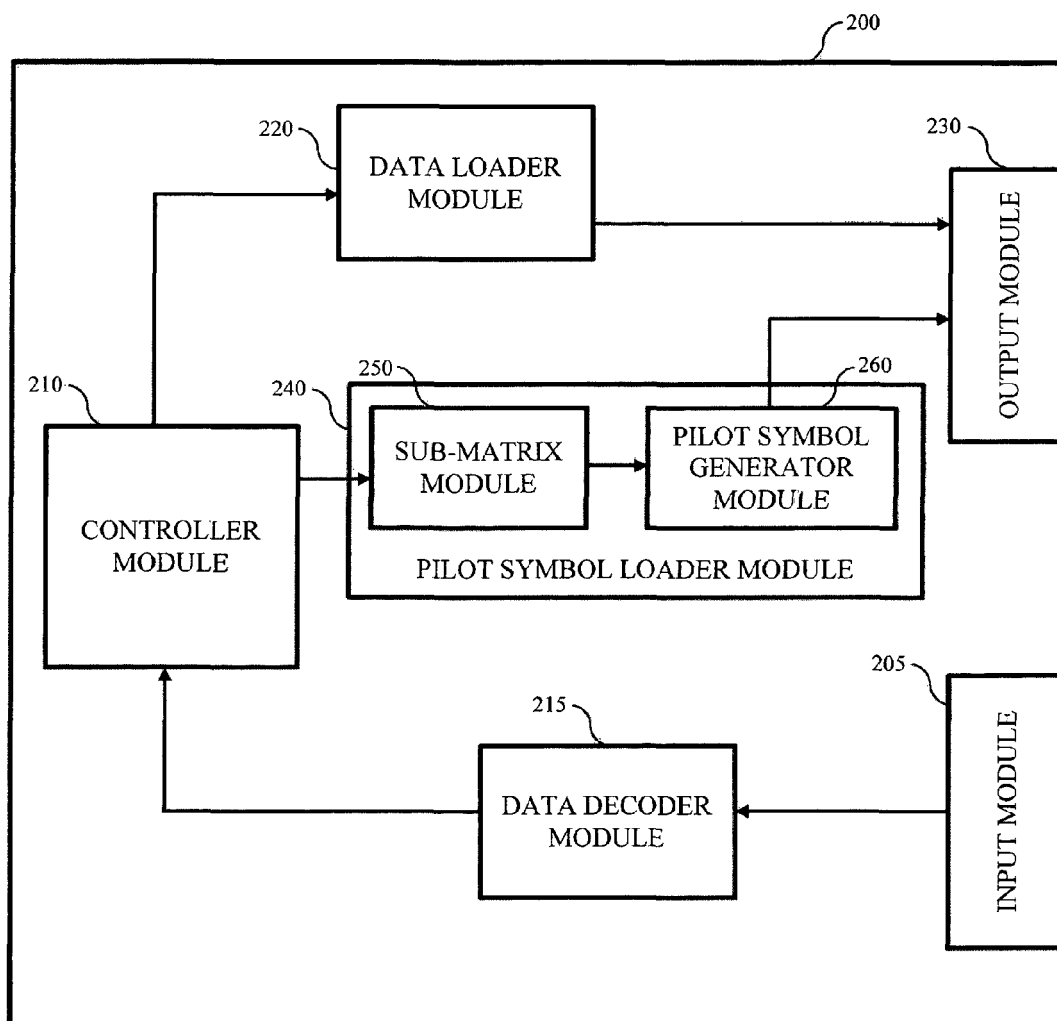 200
220
DATA LOADER
MODULE
230
OUTPUT MODULE
210
CONTROLLER
MODULE
240
250
SUB-MATRIX
MODULE
260
PILOT SYMBOL
GENERATOR
MODULE
PILOT SYMBOL LOADER MODULE
205
INPUT MODULE
215
DATA DECODER
MODULE